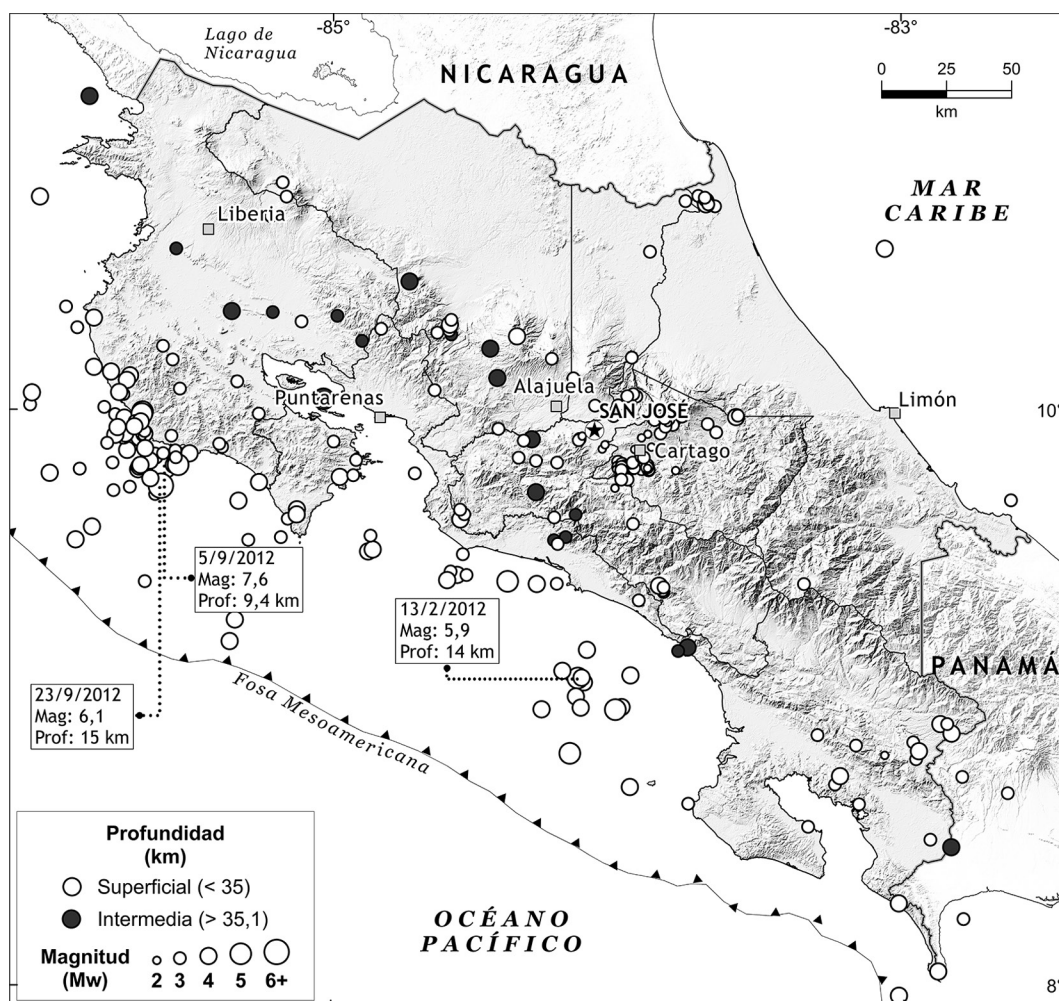 -85°
-83°
Lago de
Nicaragua
NICARAGUA
0 25 50
km
MAR
CARIBE
Liberia
Puntarenas
Alajuela
SAN JOSÉ
Cartago
Limón
10°
5/9/2012
Mag: 7,6
Prof: 9,4 km
13/2/2012
Mag: 5,9
Prof: 14 km
23/9/2012
Mag: 6,1
Prof: 15 km
PANAMÁ
Fosa Mesoamericana
Profundidad
(km)
Superficial (< 35)
Intermedia (> 35,1)
Magnitud
(Mw)
2 3 4 5 6+
OCÉANO
PACÍFICO
8°